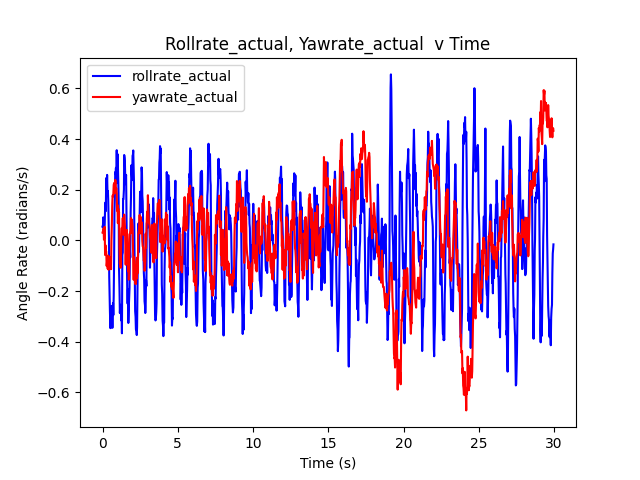 Rollrate_actual, Yawrate_actual  v Time
rollrate_actual
yawrate_actual
Angle Rate (radians/s)
0.6
0.4
0.2
0.0
−0.2
−0.4
−0.6
0
5
10
15
20
25
30
Time (s)